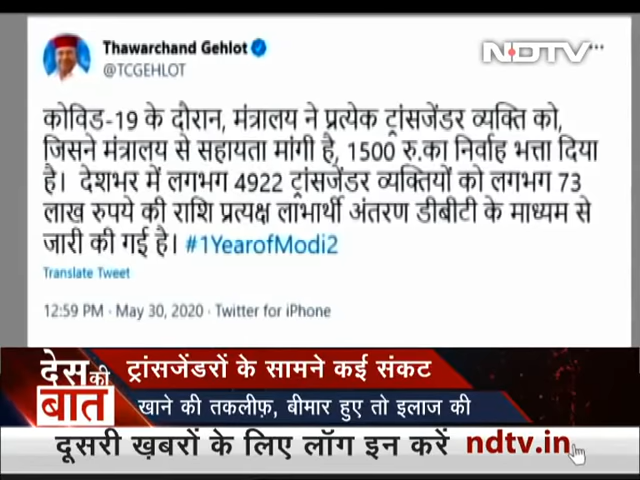 Thawarchand Gehlot
@TCGEHLOT
NDTV
कोविड-19 के दौरान, मंत्रालय ने प्रत्येक ट्रांसजेंडर व्यक्ति को,
जिसने मंत्रालय से सहायता मांगी है, 1500 रु.का निर्वाह भत्ता दिया
है। देशभर में लगभग 4922 ट्रांसजेंडर व्यक्तियों को लगभग 73
लाख रुपये की राशि प्रत्यक्ष लाभार्थी अंतरण डीबीटी के माध्यम से
जारी की गई है। #1YearofModi2
Translate Tweet
12:59 PM · May 30, 2020 · Twitter for iPhone
देस की
बात
ट्रांसजेंडरों के सामने कई संकट
खाने की तकलीफ़, बीमार हुए तो इलाज की
दूसरी ख़बरों के लिए लॉग इन करें ndtv.in